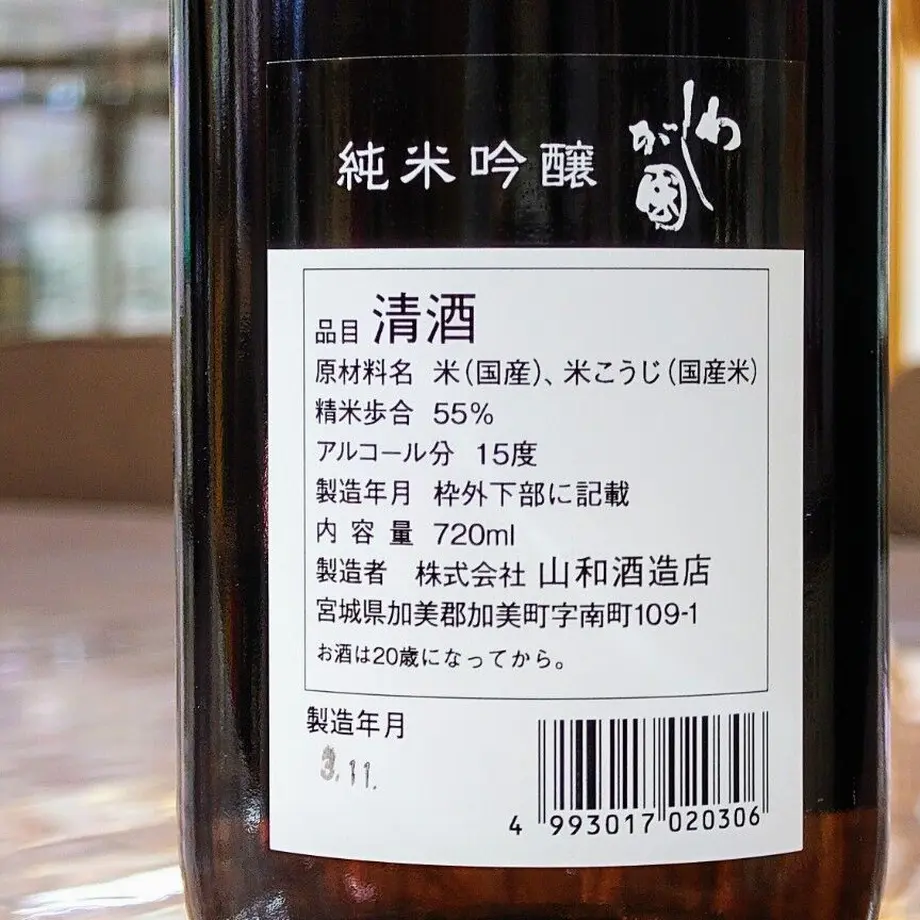 純米吟醸
わしが國
品目 清酒
原材料名 米(国産)、米こうじ(国産米)
精米歩合 55%
アルコール分 15度
製造年月 枠外下部に記載
内容量 720ml
製造者 株式会社 山和酒造店
宮城県加美郡加美町字南町109-1
お酒は20歳になってから。
製造年月
3.11.
4 993017 020306